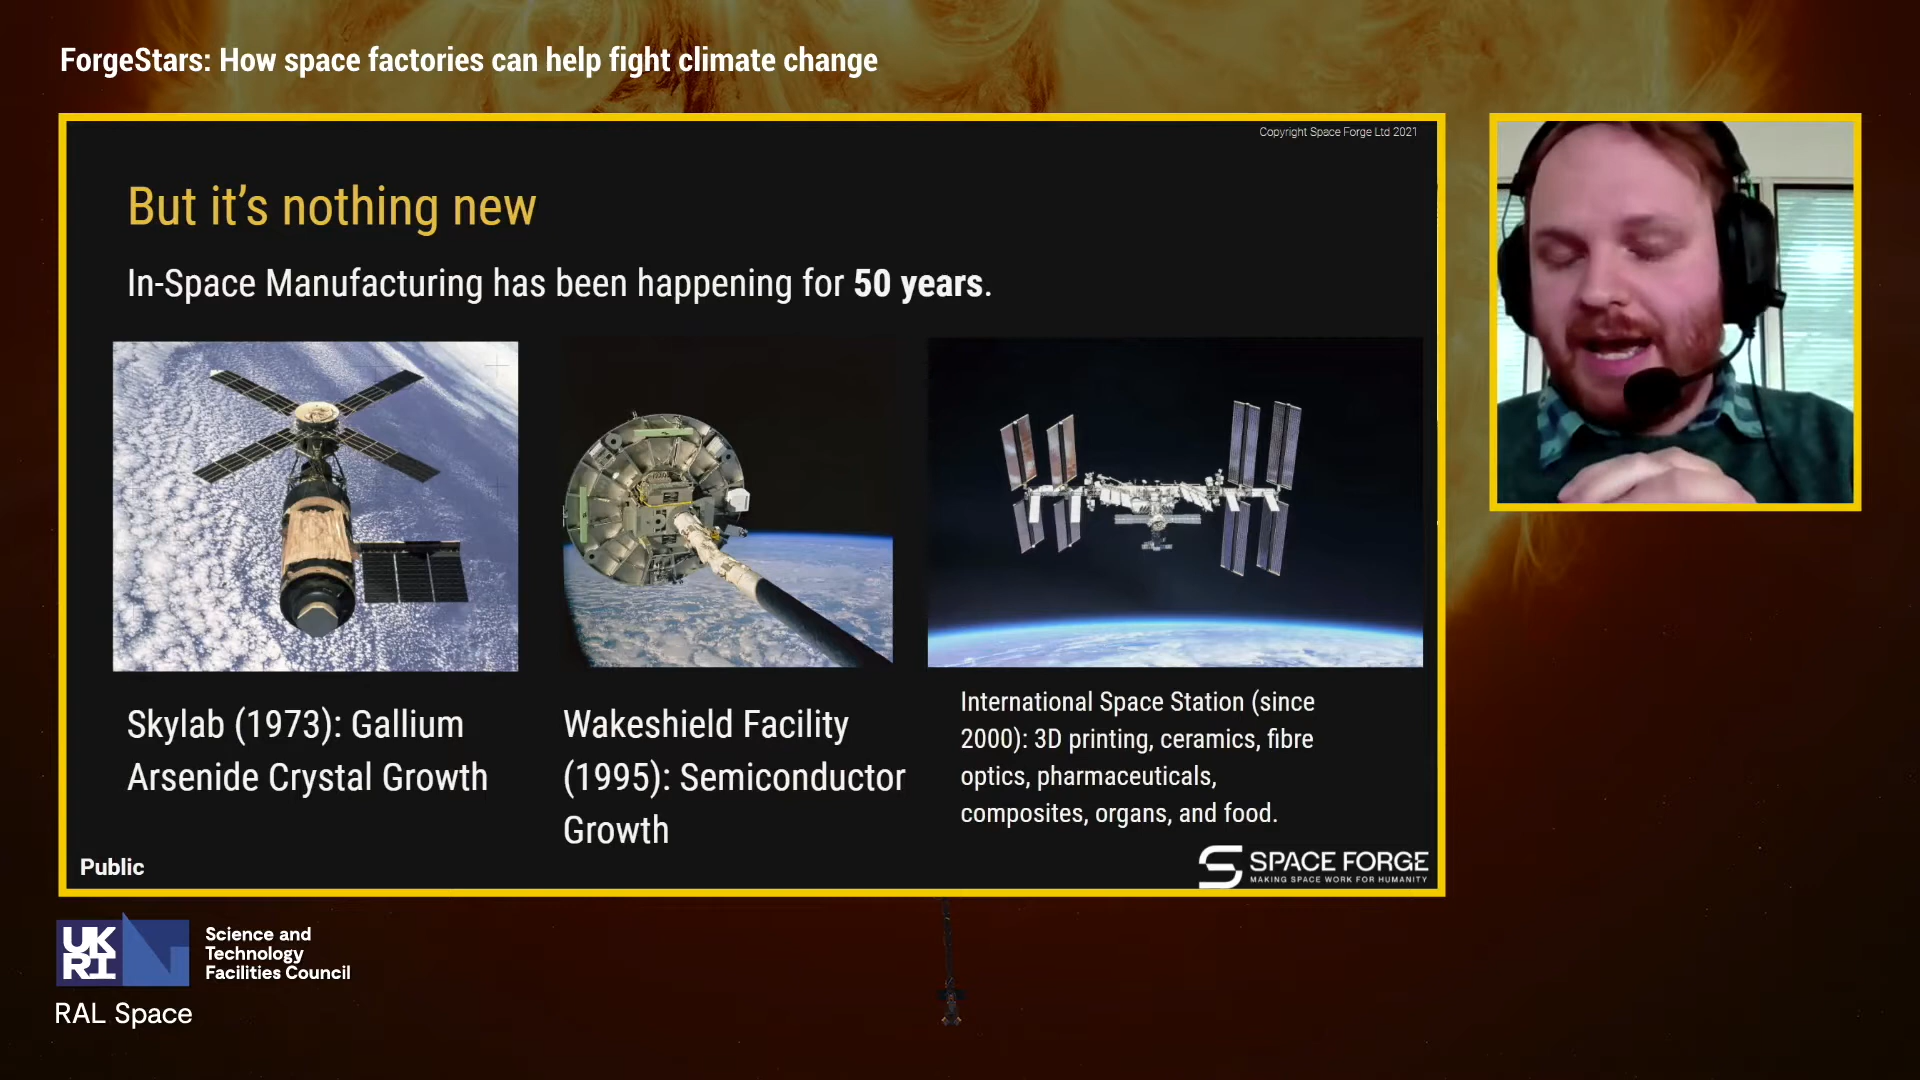 ForgeStars: How space factories can help fight climate change
Copyright Space Forge Ltd 2021
But it’s nothing new
In-Space Manufacturing has been happening for 50 years.
Skylab (1973): Gallium
Arsenide Crystal Growth
Wakeshield Facility
(1995): Semiconductor
Growth
International Space Station (since
2000): 3D printing, ceramics, fibre
optics, pharmaceuticals,
composites, organs, and food.
Public
SPACE FORGE
MAKING SPACE WORK FOR HUMANITY
UK
RI
Science and
Technology
Facilities Council
RAL Space